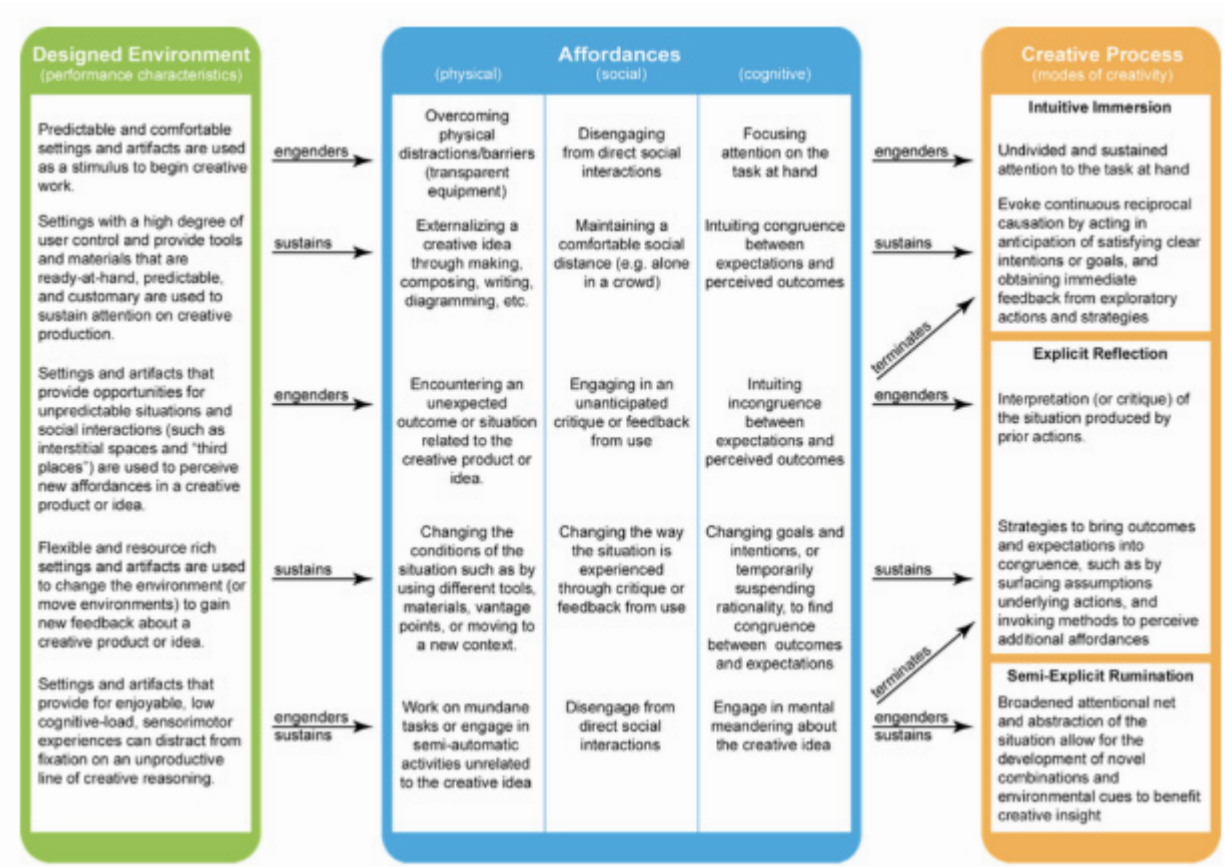 Designed Environment
(performance characteristics)
Predictable and comfortable
settings and artifacts are used
as a stimulus to begin creative
work.
Settings with a high degree of
user control and provide tools
and materials that are
ready-at-hand, predictable,
and customary are used to
sustain attention on creative
production.
Settings and artifacts that
provide opportunities for
unpredictable situations and
social interactions (such as
interstitial spaces and “third
places”) are used to perceive
new affordances in a creative
product or idea.
Flexible and resource rich
settings and artifacts are used
to change the environment (or
move environments) to gain
new feedback about a
creative product or idea.
Settings and artifacts that
provide for enjoyable, low
cognitive-load, sensorimotor
experiences can distract from
fixation on an unproductive
line of creative reasoning.
engenders
sustains
engenders
sustains
engenders
sustains
Affordances
(physical)
(social)
(cognitive)
Overcoming
physical
distractions/barriers
(transparent
equipment)
Disengaging
from direct social
interactions
Focusing
attention on the
task at hand
Externalizing a
creative idea
through making,
composing, writing,
diagramming, etc.
Maintaining a
comfortable social
distance (e.g. alone
in a crowd)
Intuiting congruence
between
expectations and
perceived outcomes
Encountering an
unexpected
outcome or situation
related to the
creative product or
idea.
Engaging in an
unanticipated
critique or feedback
from use
Intuiting
incongruence
between
expectations and
perceived outcomes
Changing the
conditions of the
situation such as by
using different tools,
materials, vantage
points, or moving to
a new context.
Changing the way
the situation is
experienced
through critique or
feedback from use
Changing goals and
intentions, or
temporarily
suspending
rationality, to find
congruence
between outcomes
and expectations
Work on mundane
tasks or engage in
semi-automatic
activities unrelated
to the creative idea
Disengage from
direct social
interactions
Engage in mental
meandering about
the creative idea
engenders
sustains
terminates
engenders
sustains
terminates
engenders
sustains
Creative Process
(modes of creativity)
Intuitive Immersion
Undivided and sustained
attention to the task at hand
Evoke continuous reciprocal
causation by acting in
anticipation of satisfying clear
intentions or goals, and
obtaining immediate
feedback from exploratory
actions and strategies
Explicit Reflection
Interpretation (or critique) of
the situation produced by
prior actions.
Strategies to bring outcomes
and expectations into
congruence, such as by
surfacing assumptions
underlying actions, and
invoking methods to perceive
additional affordances
Semi-Explicit Rumination
Broadened attentional net
and abstraction of the
situation allow for the
development of novel
combinations and
environmental cues to benefit
creative insight